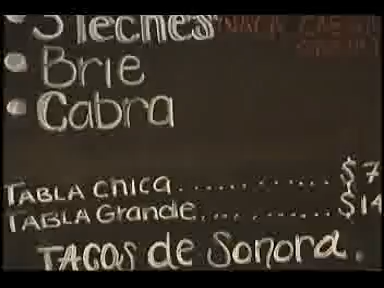 3 leches
• Brie
• Cabra
TABLA chica............ $7
TABLA Grande............ $14
TACOS de Sonora.